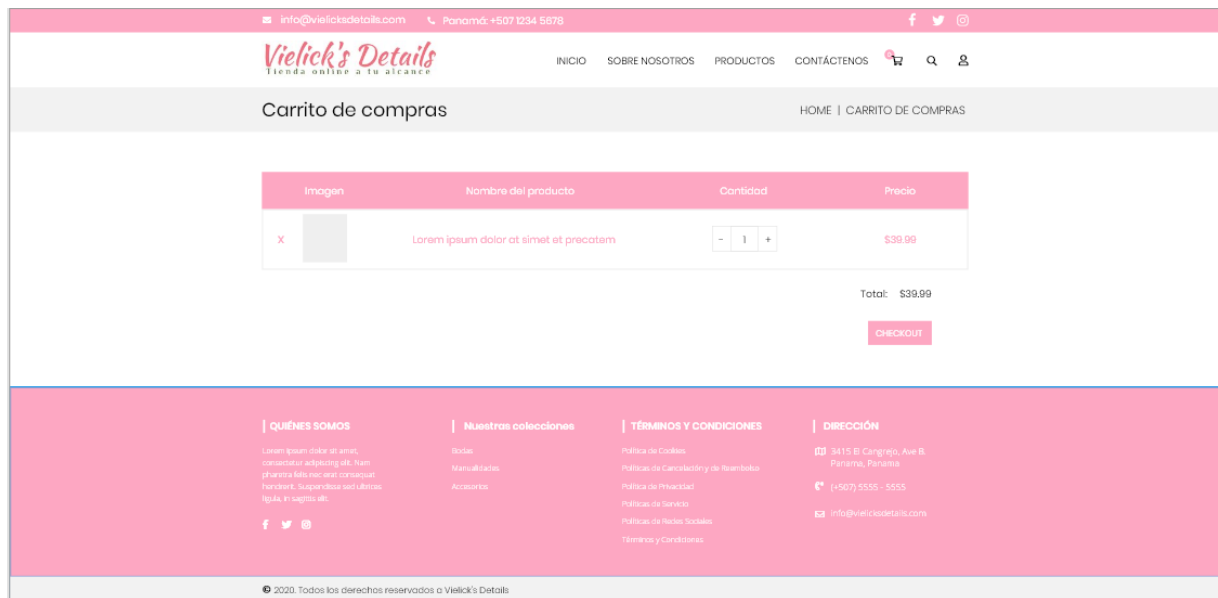 info@vielicksdetails.com Panamá: +507 1234 5678
Vielick's Details
Tienda online a tu alcance
INICIO SOBRE NOSOTROS PRODUCTOS CONTÁCTENOS
Carrito de compras
HOME | CARRITO DE COMPRAS
Imagen Nombre del producto Cantidad Precio
X Lorem ipsum dolor at simet et precatem - 1 + $39.99
Total: $39.99
CHECKOUT
QUIÉNES SOMOS
Lorem ipsum dolor sit amet,
consectetur adipiscing elit. Nam
pharetra felis nec erat consequat
hendrerit. Suspendisse sed ultrices
ligula, in sagittis elit.
Nuestras colecciones
Bodas
Manualidades
Accesorios
TÉRMINOS Y CONDICIONES
Política de Cookies
Políticas de Cancelación y de Reembolso
Política de Privacidad
Políticas de Servicio
Políticas de Redes Sociales
Términos y Condiciones
DIRECCIÓN
3415 El Cangrejo, Ave B.
Panama, Panama
(+507) 5555 - 5555
info@vielicksdetails.com
© 2020. Todos los derechos reservados a Vielick's Details